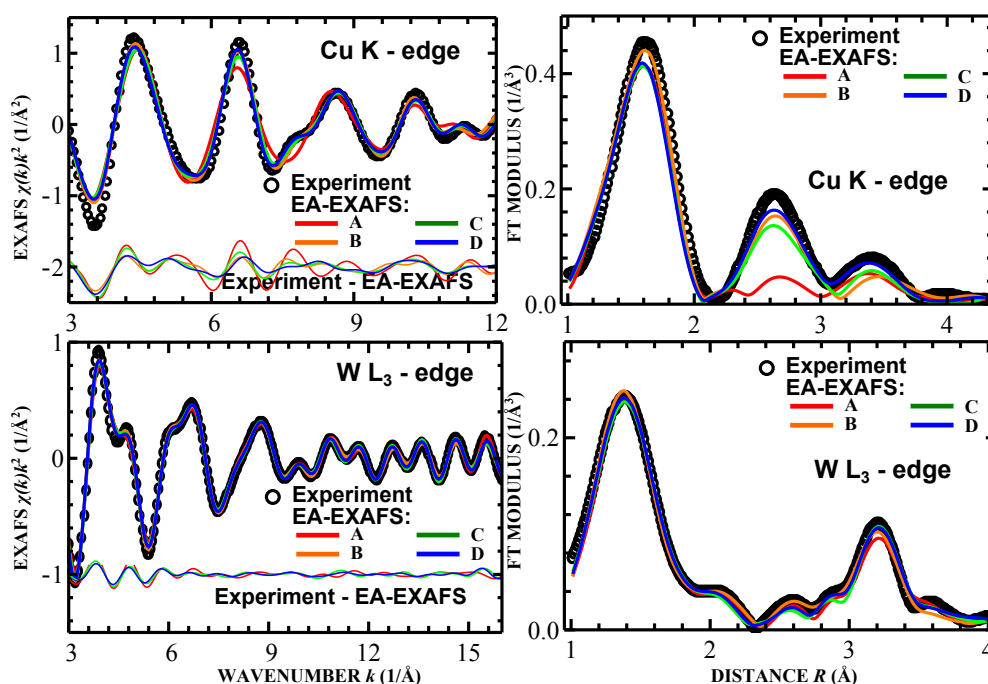 EXAFS χ(k)k² (1/Å²)
1
0
-1
-2
Cu K - edge
Experiment
EA-EXAFS:
A
C
B
D
Experiment - EA-EXAFS
3
6
9
12
FT MODULUS (1/Å³)
0.4
0.2
0.0
Experiment
EA-EXAFS:
A
C
B
D
Cu K - edge
1
2
3
4
EXAFS χ(k)k² (1/Å²)
1
0
-1
W L₃ - edge
Experiment
EA-EXAFS:
A
C
B
D
Experiment - EA-EXAFS
3
6
9
12
15
WAVENUMBER k (1/Å)
FT MODULUS (1/Å³)
0.2
0.0
Experiment
EA-EXAFS:
A
C
B
D
W L₃ - edge
1
2
3
4
DISTANCE R (Å)